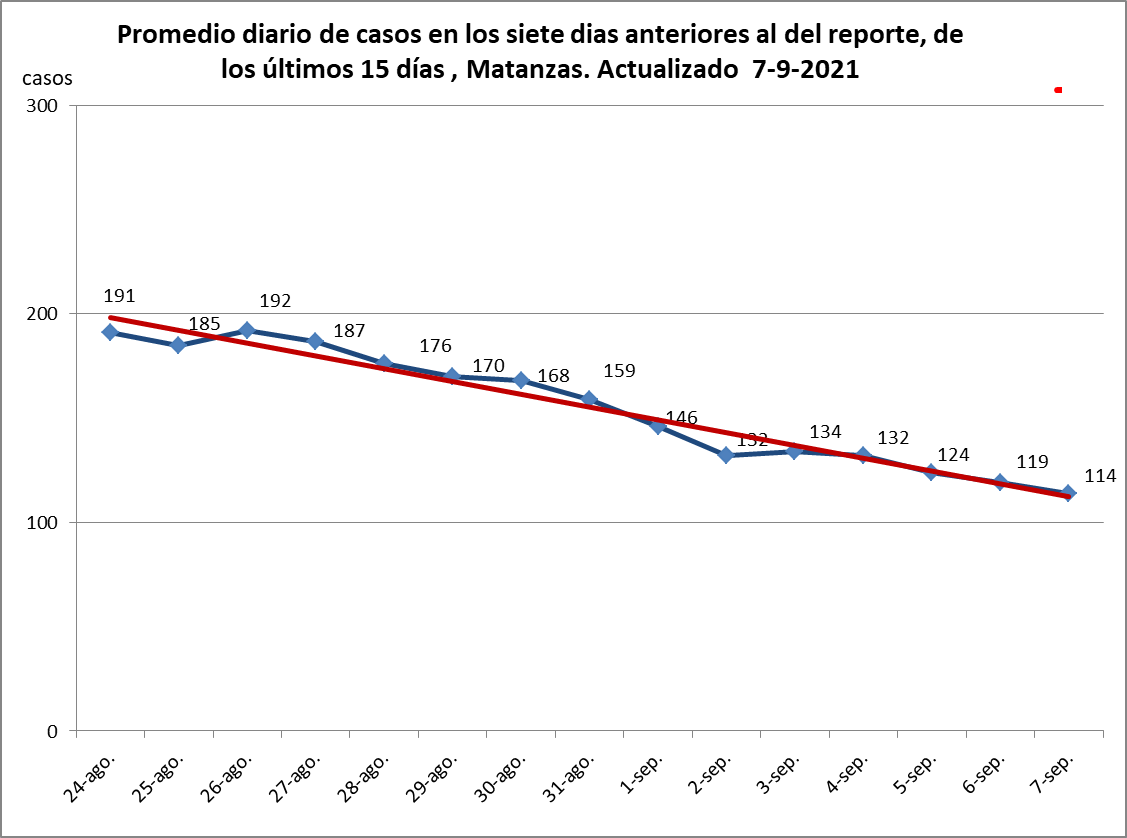 Promedio diario de casos en los siete dias anteriores al del reporte, de
los últimos 15 días , Matanzas. Actualizado  7-9-2021
casos
300
200
100
0
191
185
192
187
176
170
168
159
146
132
134
132
124
119
114
24-ago.
25-ago.
26-ago.
27-ago.
28-ago.
29-ago.
30-ago.
31-ago.
1-sep.
2-sep.
3-sep.
4-sep.
5-sep.
6-sep.
7-sep.